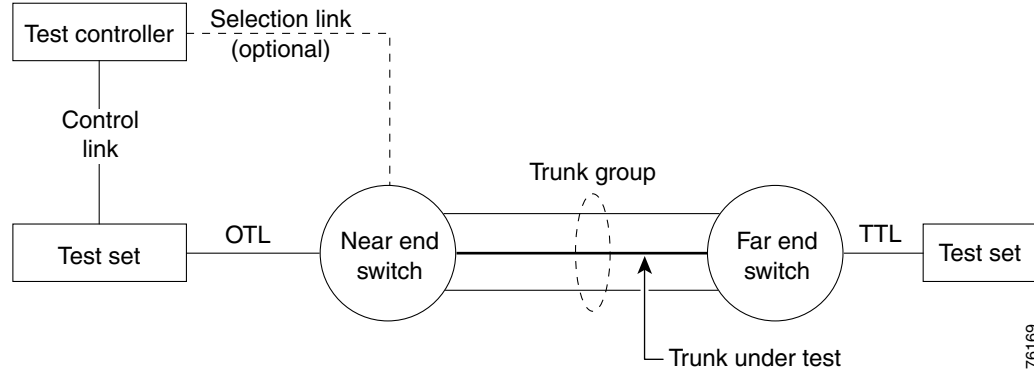 Test controller
Selection link
(optional)
Control
link
Trunk group
Test set
OTL
Near end
switch
Far end
switch
TTL
Test set
Trunk under test
76169